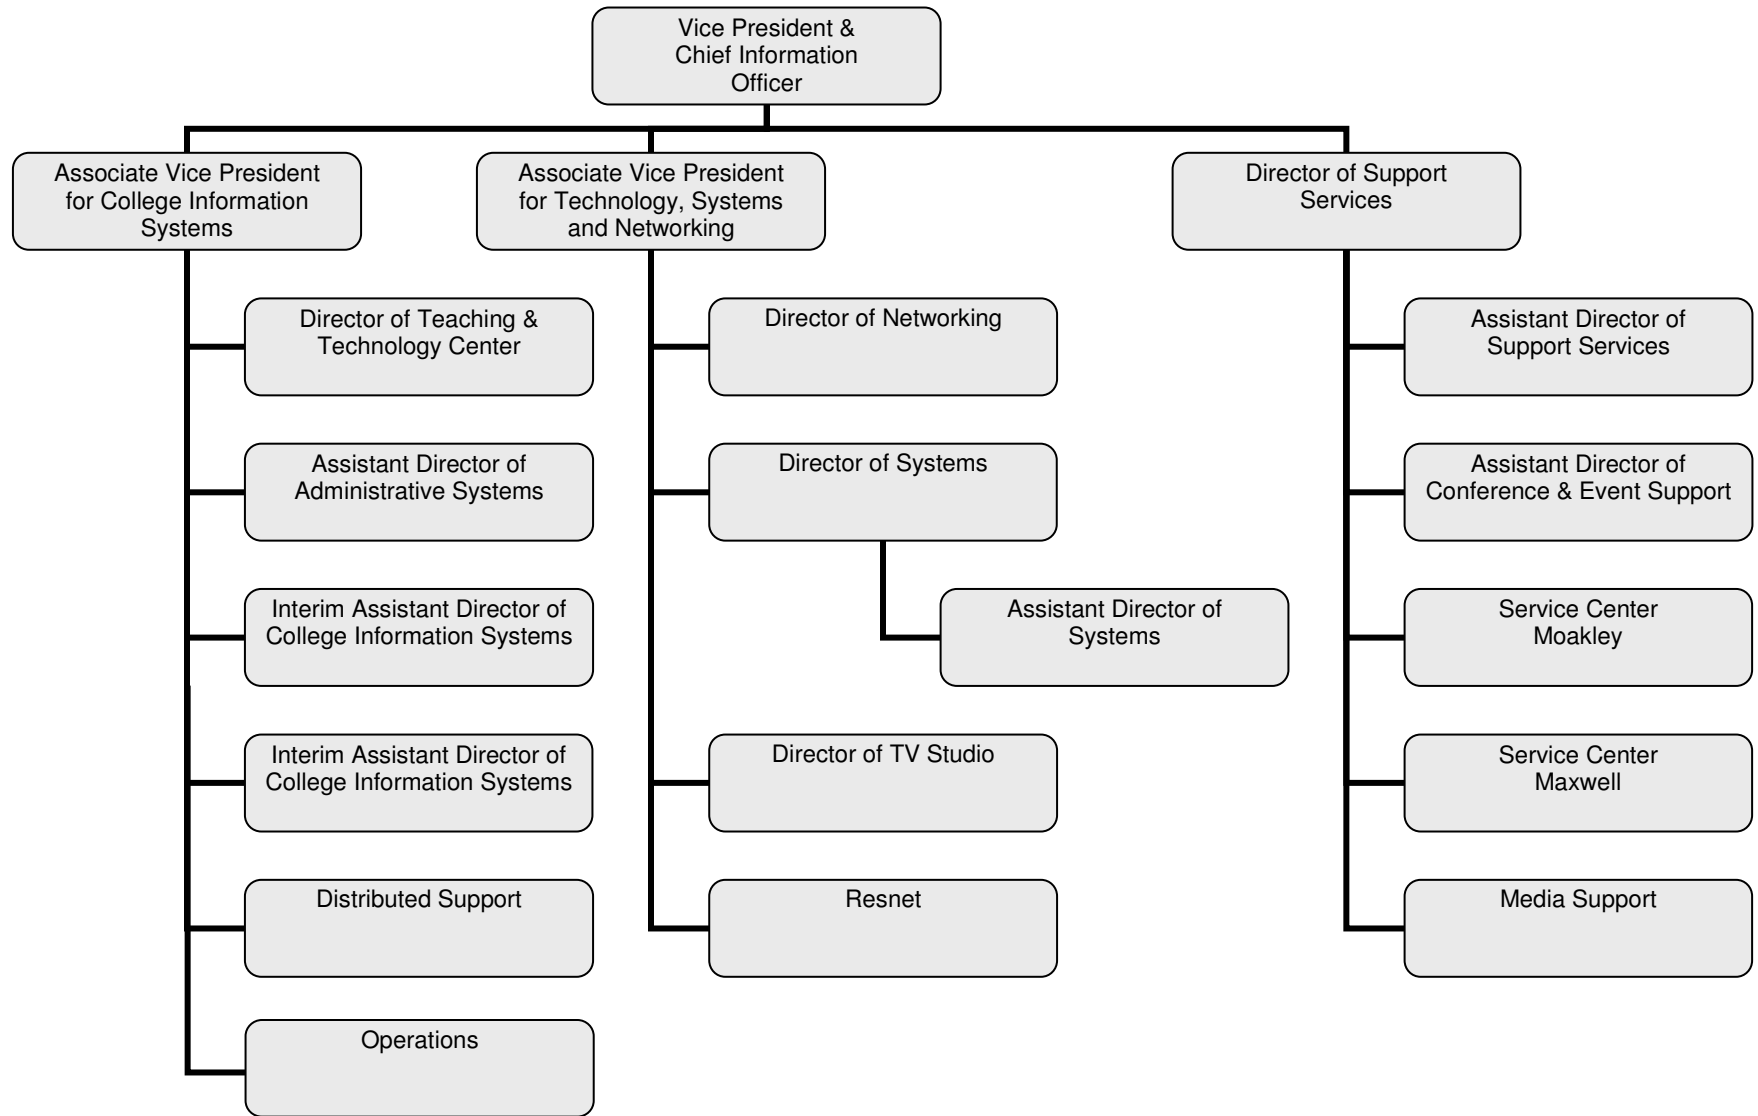 Vice President &
Chief Information
Officer
Associate Vice President
for College Information
Systems
Associate Vice President
for Technology, Systems
and Networking
Director of Support
Services
Director of Teaching &
Technology Center
Director of Networking
Assistant Director of
Support Services
Assistant Director of
Administrative Systems
Director of Systems
Assistant Director of
Conference & Event Support
Interim Assistant Director of
College Information Systems
Assistant Director of
Systems
Service Center
Moakley
Interim Assistant Director of
College Information Systems
Director of TV Studio
Service Center
Maxwell
Distributed Support
Resnet
Media Support
Operations